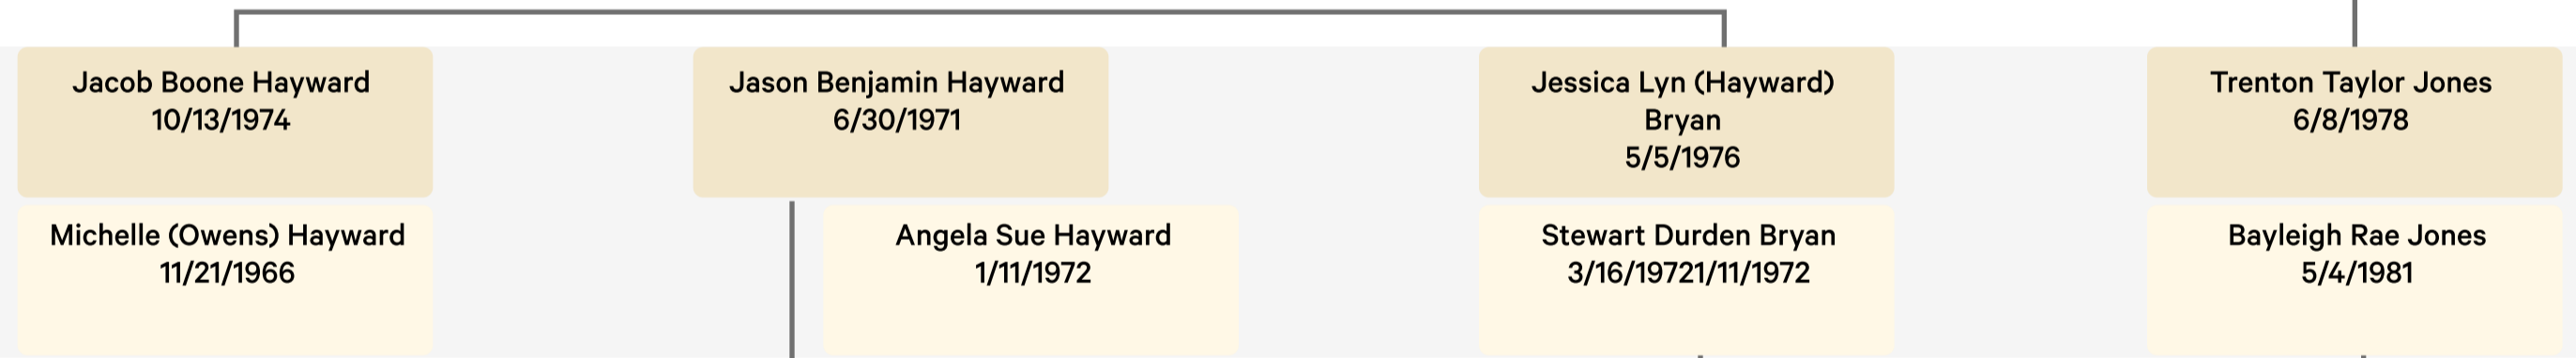 Jacob Boone Hayward
10/13/1974
Jason Benjamin Hayward
6/30/1971
Jessica Lyn (Hayward)
Bryan
5/5/1976
Trenton Taylor Jones
6/8/1978
Michelle (Owens) Hayward
11/21/1966
Angela Sue Hayward
1/11/1972
Stewart Durden Bryan
3/16/19721/11/1972
Bayleigh Rae Jones
5/4/1981